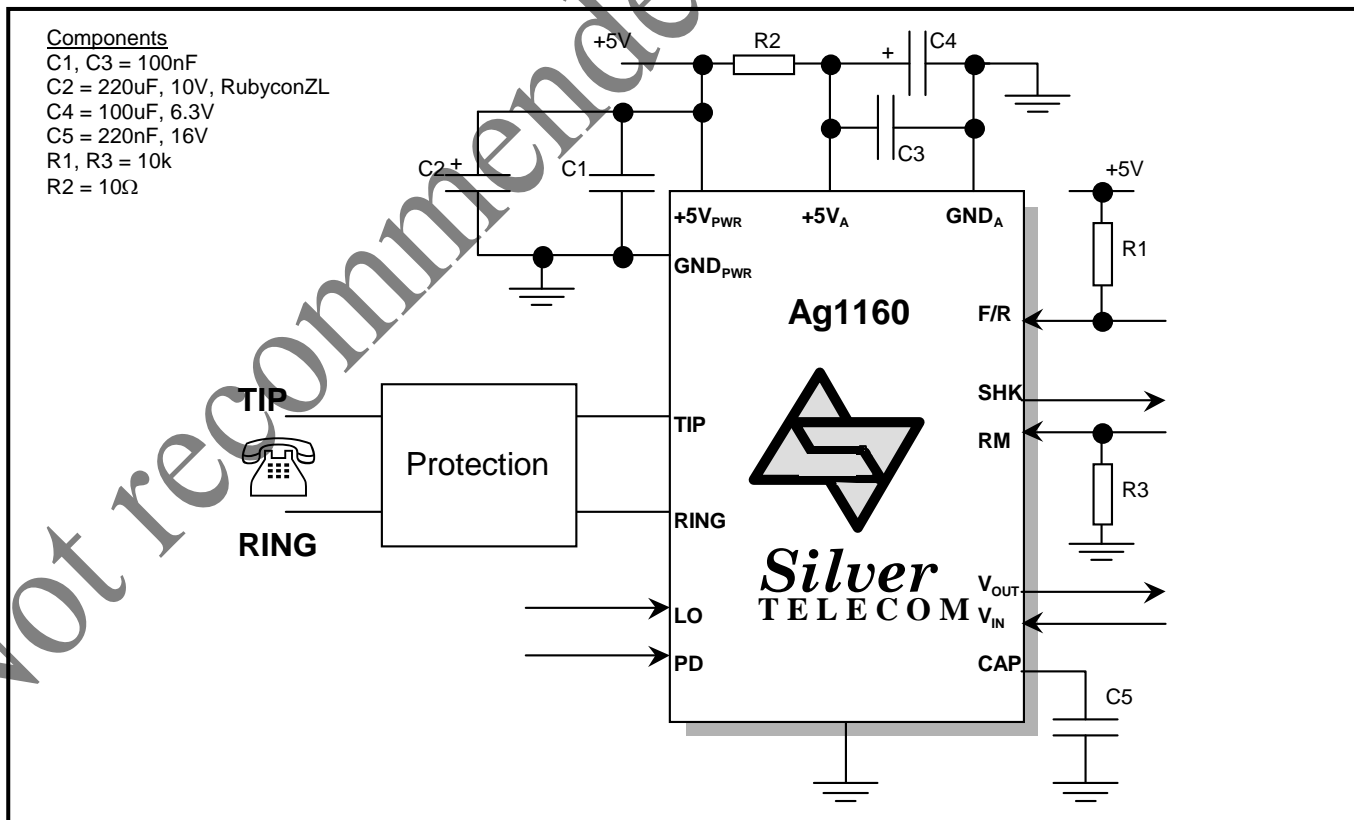 Components
C1, C3 = 100nF
C2 = 220uF, 10V, RubyconZL
C4 = 100uF, 6.3V
C5 = 220nF, 16V
R1, R3 = 10k
R2 = 10Ω
+5V
R2
+
C4
C3
C2
+
C1
+5V
R1
+5VPWR
+5VA
GNDA
GNDPWR
Ag1160
F/R
SHK
RM
R3
TIP
TIP
Protection
RING
RING
Silver
TELECOM
VOUT
VIN
LO
PD
CAP
C5
Not recommende